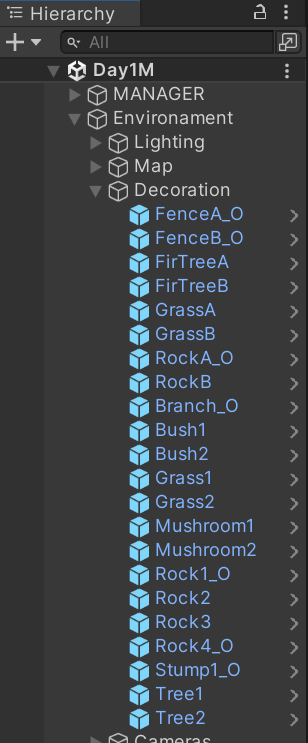 Hierarchy
All
Day1M
MANAGER
Environament
Lighting
Map
Decoration
FenceA_O
FenceB_O
FirTreeA
FirTreeB
GrassA
GrassB
RockA_O
RockB
Branch_O
Bush1
Bush2
Grass1
Grass2
Mushroom1
Mushroom2
Rock1_O
Rock2
Rock3
Rock4_O
Stump1_O
Tree1
Tree2
Cameras